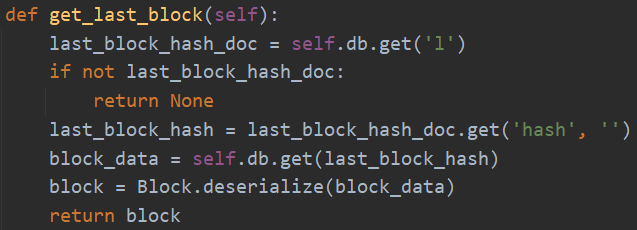 def get_last_block(self):
    last_block_hash_doc = self.db.get('l')
    if not last_block_hash_doc:
        return None
    last_block_hash = last_block_hash_doc.get('hash', '')
    block_data = self.db.get(last_block_hash)
    block = Block.deserialize(block_data)
    return block